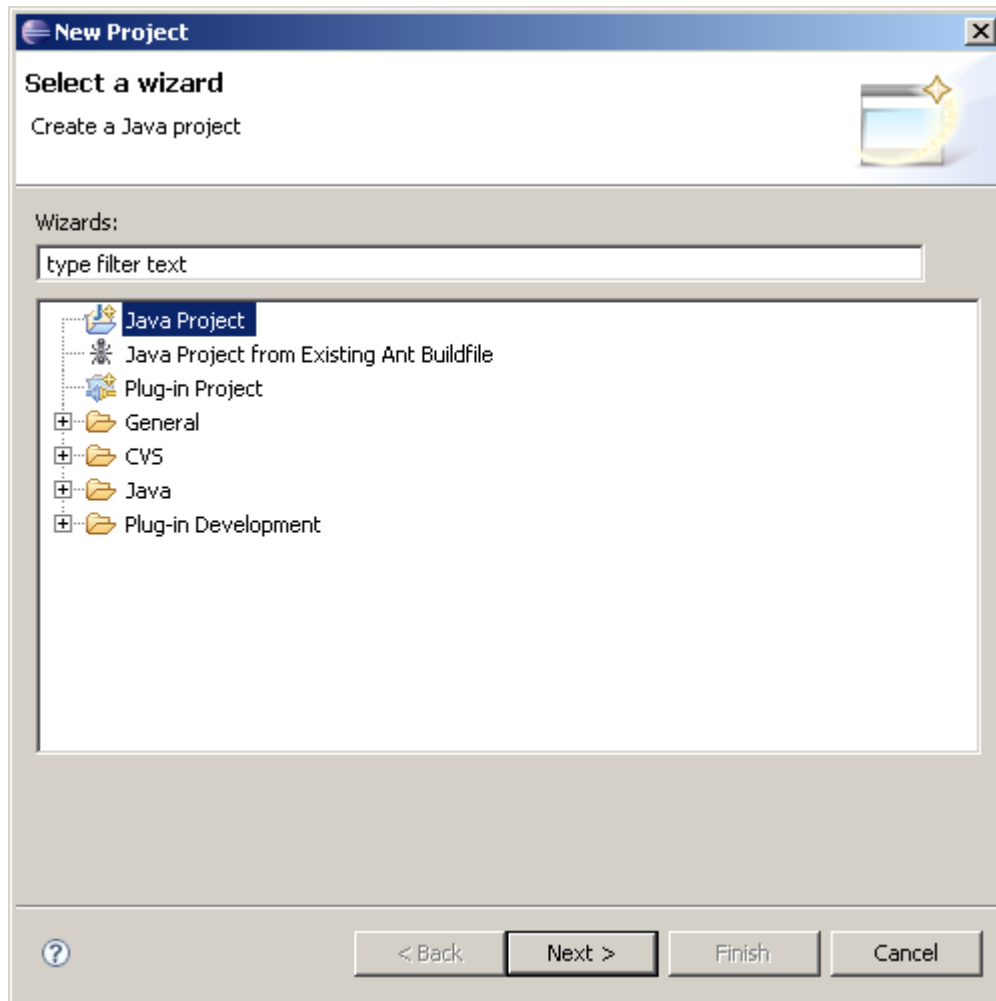 New Project
Select a wizard
Create a Java project
Wizards:
type filter text
Java Project
Java Project from Existing Ant Buildfile
Plug-in Project
General
CVS
Java
Plug-in Development
< Back Next > Finish Cancel